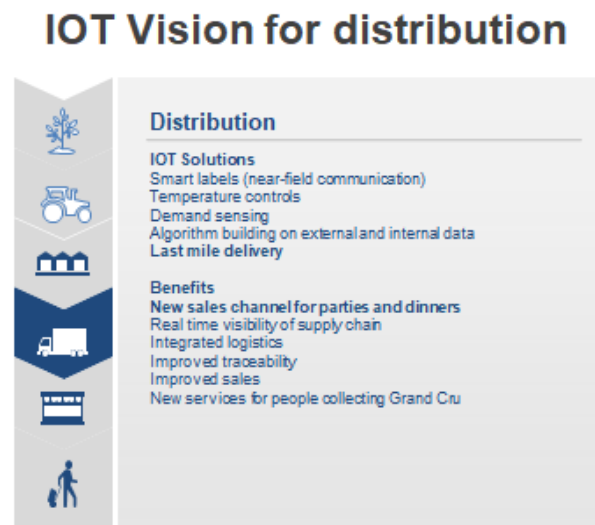 IOT Vision for distribution
Distribution
IOT Solutions
Smart labels (near-field communication)
Temperature controls
Demand sensing
Algorithm building on external and internal data
Last mile delivery
Benefits
New sales channel for parties and dinners
Real time visibility of supply chain
Integrated logistics
Improved traceability
Improved sales
New services for people collecting Grand Cru